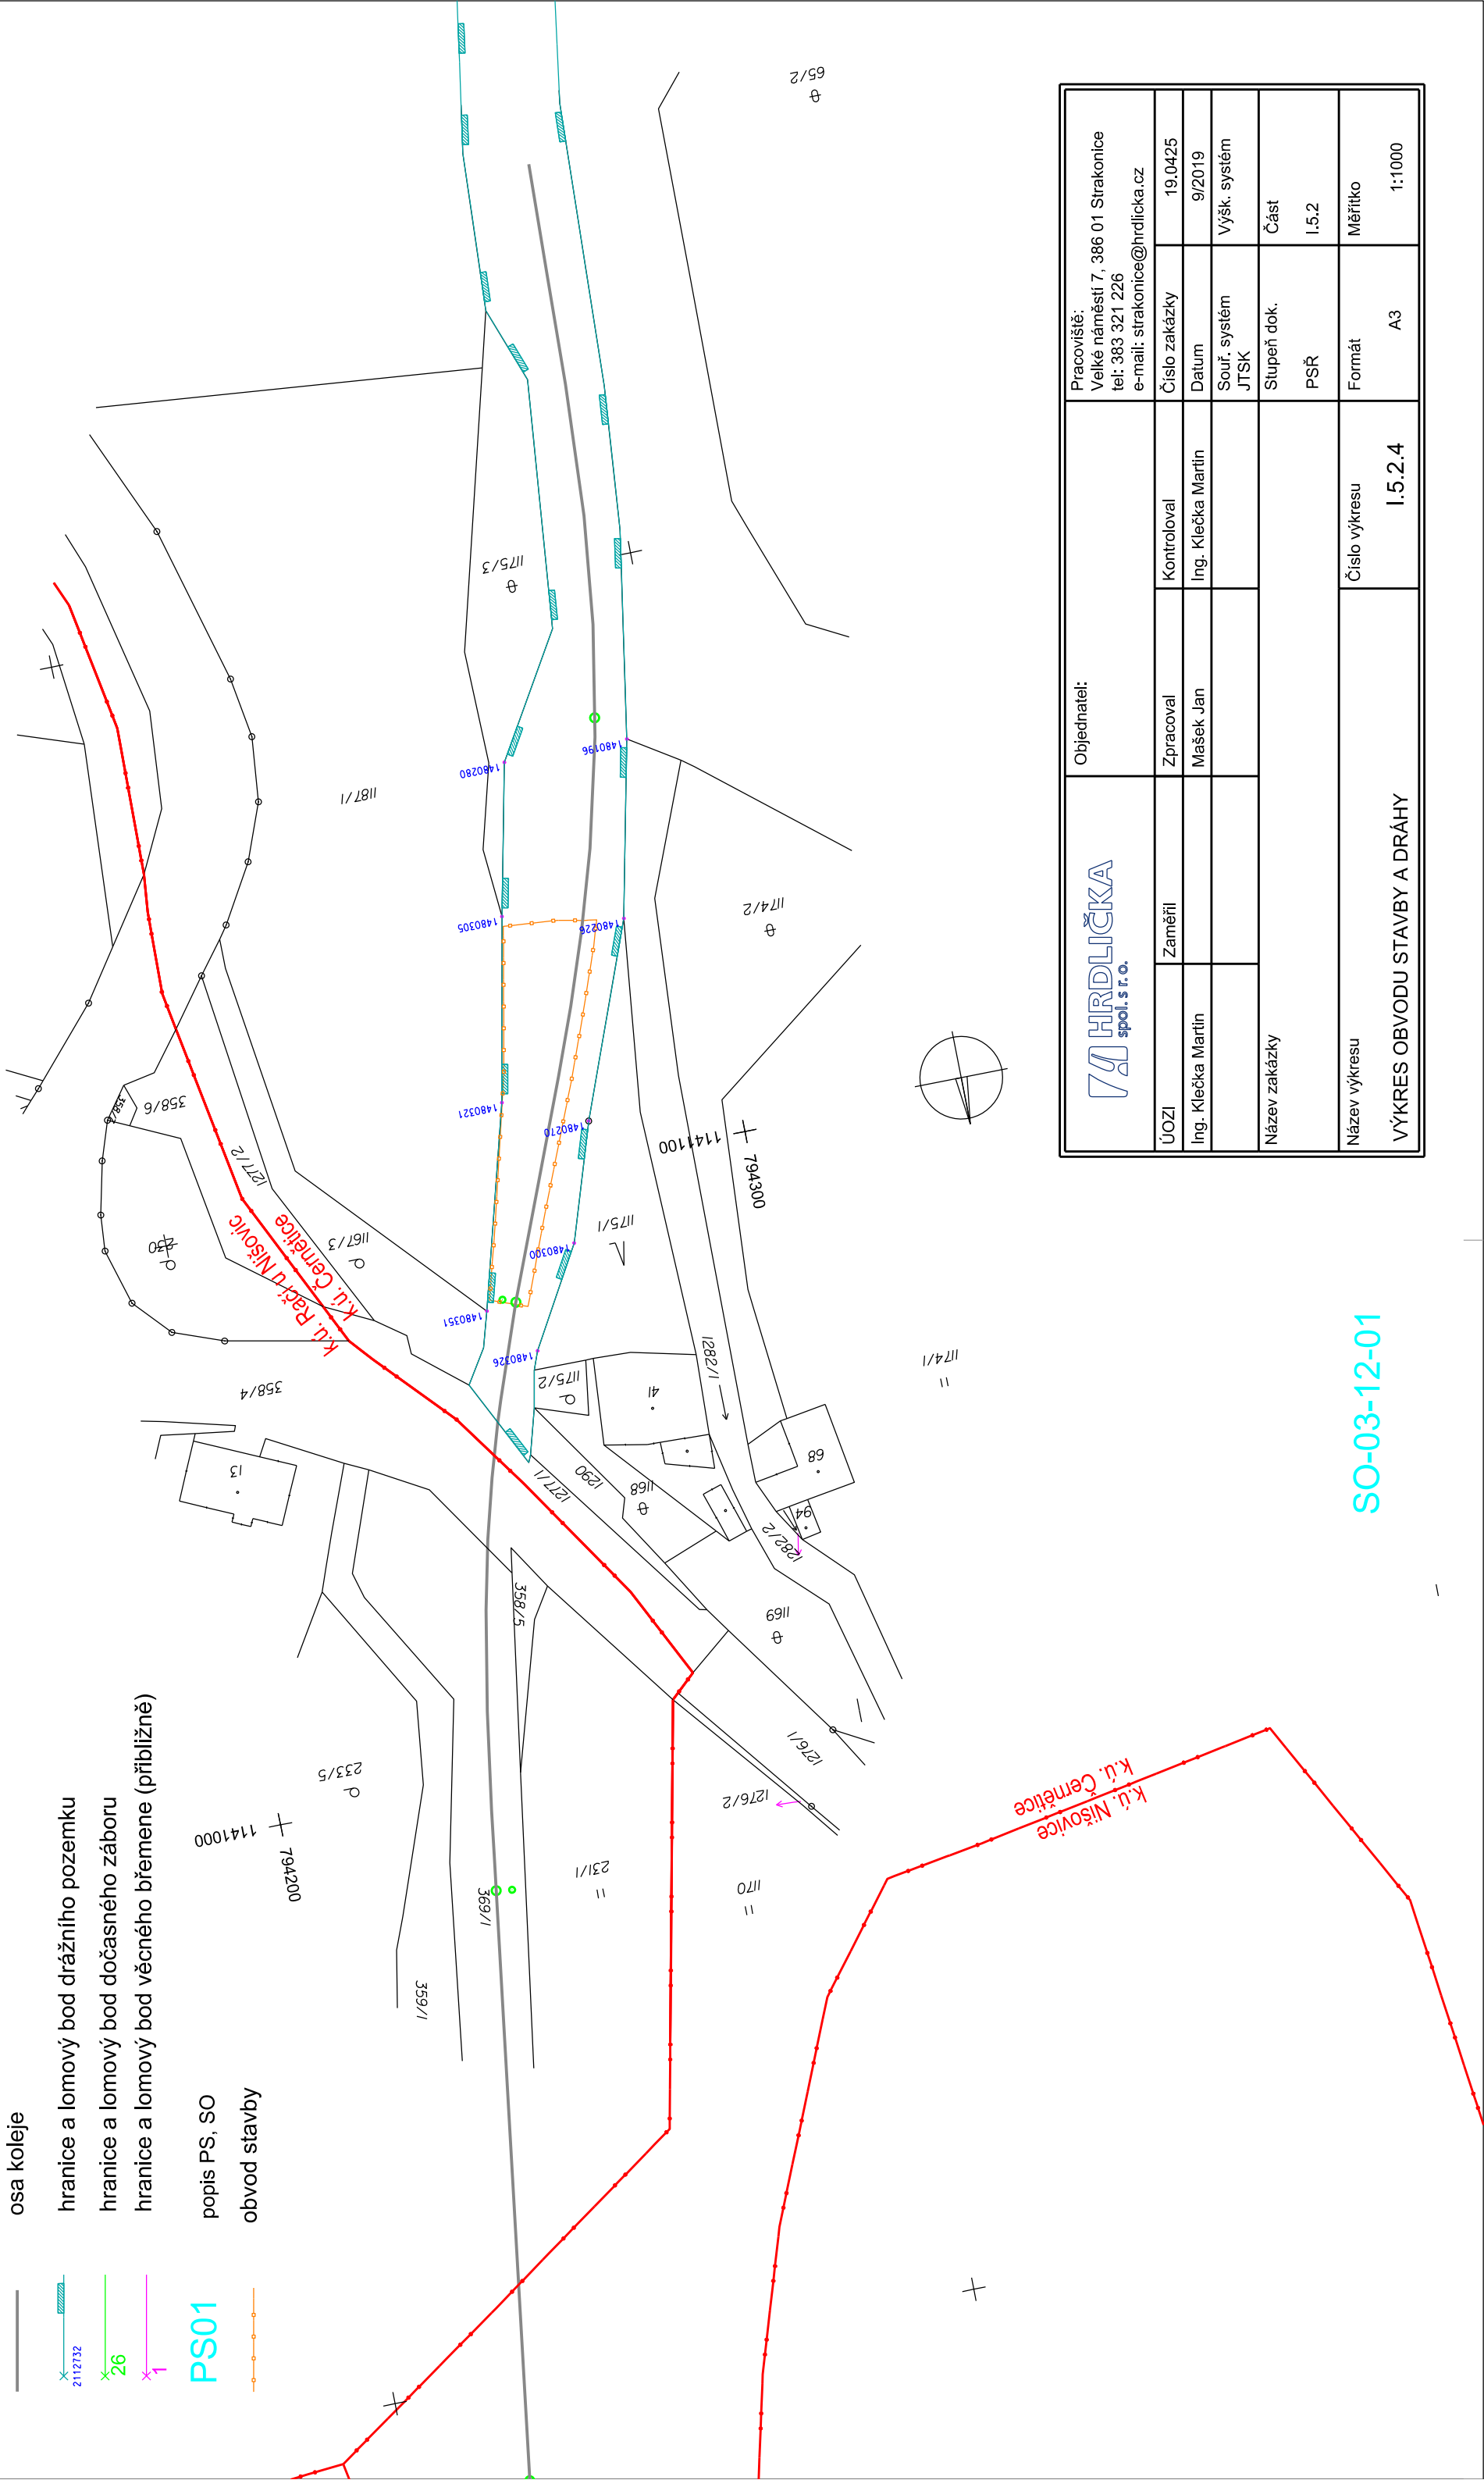 osa koleje
2112732
hranice a lomový bod drážního pozemku
26
hranice a lomový bod dočasného záboru
1
hranice a lomový bod věcného břemene (přibližně)
PS01
popis PS, SO
obvod stavby
1141000
794200
233/5
359/1
369/1
231/1
1170
1276/2
1276/1
1169
358/5
358/4
13
k.ú. Račí u Nišovic
k.ú. Černětice
1277/2
358/6
358/7
230
1167/3
1187/1
1175/3
65/2
1174/2
1175/1
1175/2
41
1277/1
1290
1168
1282/1
1282/2
94
68
1174/1
1480280
1480196
1480305
1480226
1480321
1480270
1480300
1480351
1480326
1141100
794300
k.ú. Černětice
k.ú. Nišovice
SO-03-12-01
HRDLIČKA
spol. s r. o.
Objednatel:
Pracoviště:
Velké náměstí 7, 386 01 Strakonice
tel: 383 321 226
e-mail: strakonice@hrdlicka.cz
ÚOZI
Zaměřil
Zpracoval
Kontroloval
Číslo zakázky
19.0425
Ing. Klečka Martin
Mašek Jan
Ing. Klečka Martin
Datum
9/2019
Souř. systém
JTSK
Výšk. systém
Název zakázky
Stupeň dok.
PSŘ
Část
I.5.2
Název výkresu
VÝKRES OBVODU STAVBY A DRÁHY
Číslo výkresu
I.5.2.4
Formát
A3
Měřítko
1:1000